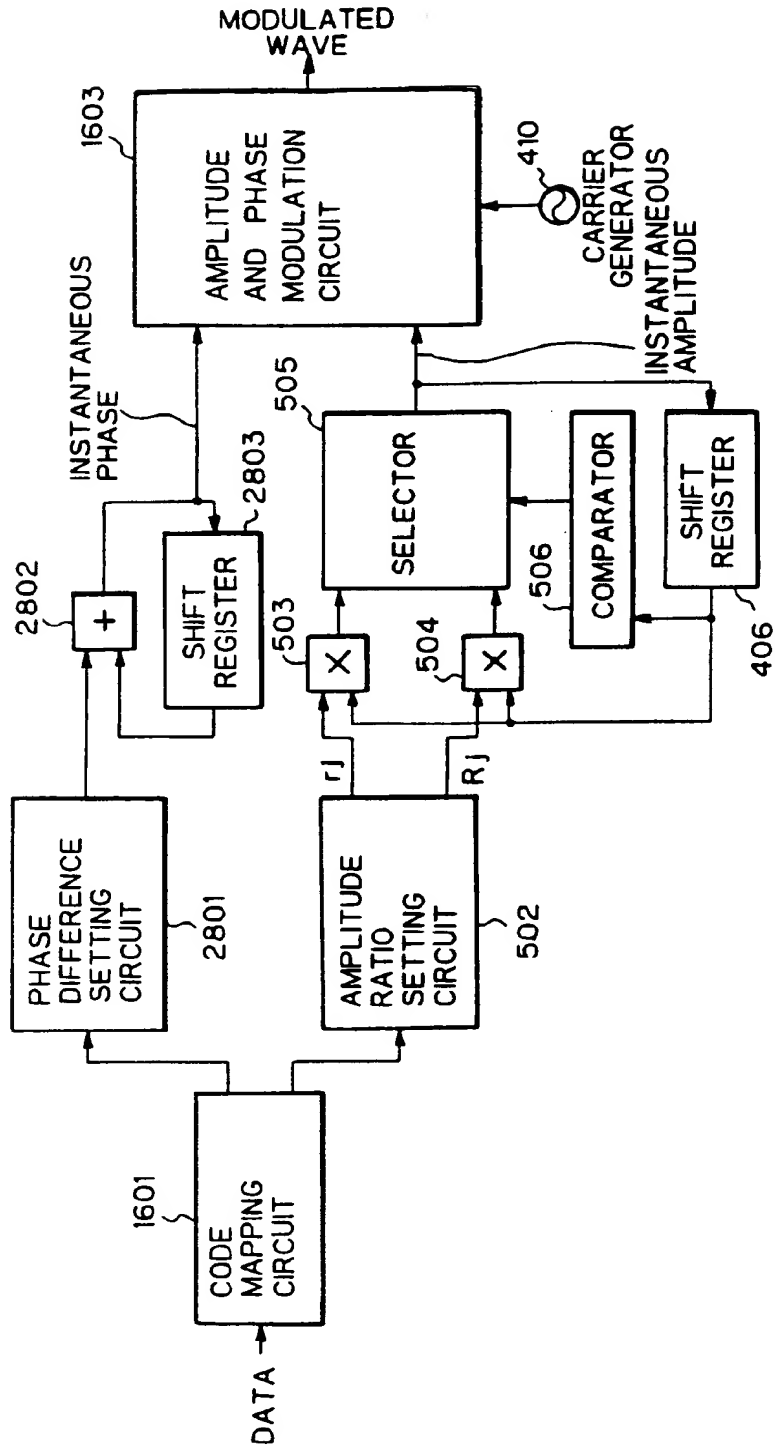 DATA
CODE
MAPPING
CIRCUIT
1601
PHASE
DIFFERENCE
SETTING
CIRCUIT
2801
AMPLITUDE
RATIO
SETTING
CIRCUIT
502
rj
Rj
2802
+
SHIFT
REGISTER
2803
INSTANTANEOUS
PHASE
503
X
504
X
SELECTOR
505
COMPARATOR
506
SHIFT
REGISTER
406
INSTANTANEOUS
AMPLITUDE
AMPLITUDE
AND PHASE
MODULATION
CIRCUIT
1603
410
CARRIER
GENERATOR
MODULATED
WAVE